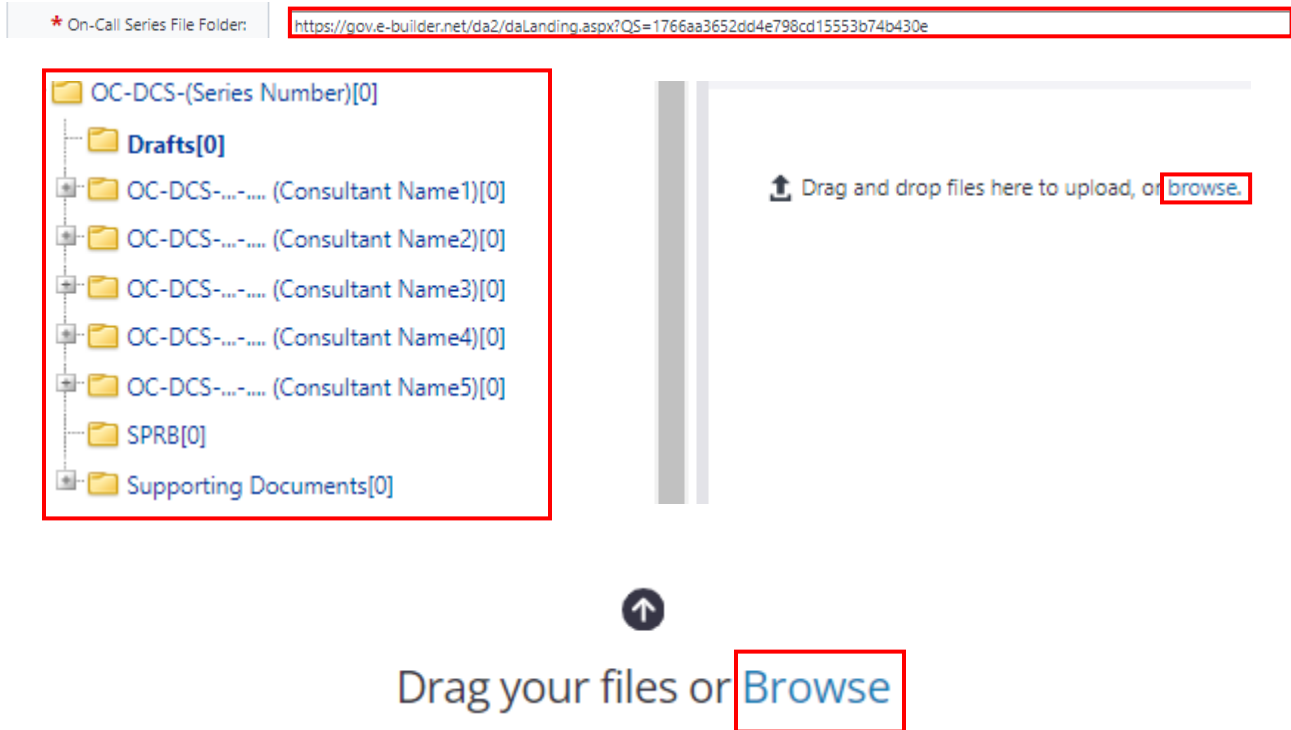 * On-Call Series File Folder: https://gov.e-builder.net/da2/daLanding.aspx?QS=1766aa3652dd4e798cd15553b74b430e
OC-DCS-(Series Number)[0]
Drafts[0]
OC-DCS-...-.... (Consultant Name1)[0]
OC-DCS-...-.... (Consultant Name2)[0]
OC-DCS-...-.... (Consultant Name3)[0]
OC-DCS-...-.... (Consultant Name4)[0]
OC-DCS-...-.... (Consultant Name5)[0]
SPRB[0]
Supporting Documents[0]
Drag and drop files here to upload, or browse.
Drag your files or Browse